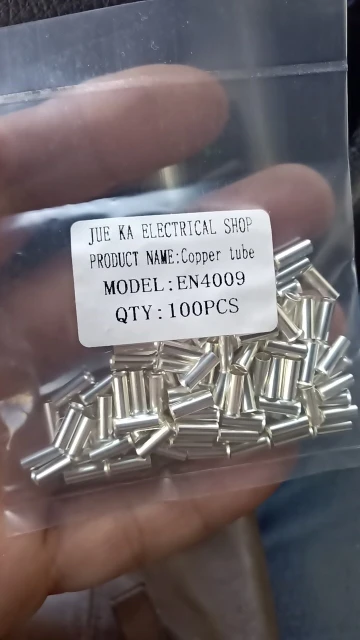 JUE KA ELECTRICAL SHOP
PRODUCT NAME:Copper tube
MODEL:EN4009
QTY:100PCS